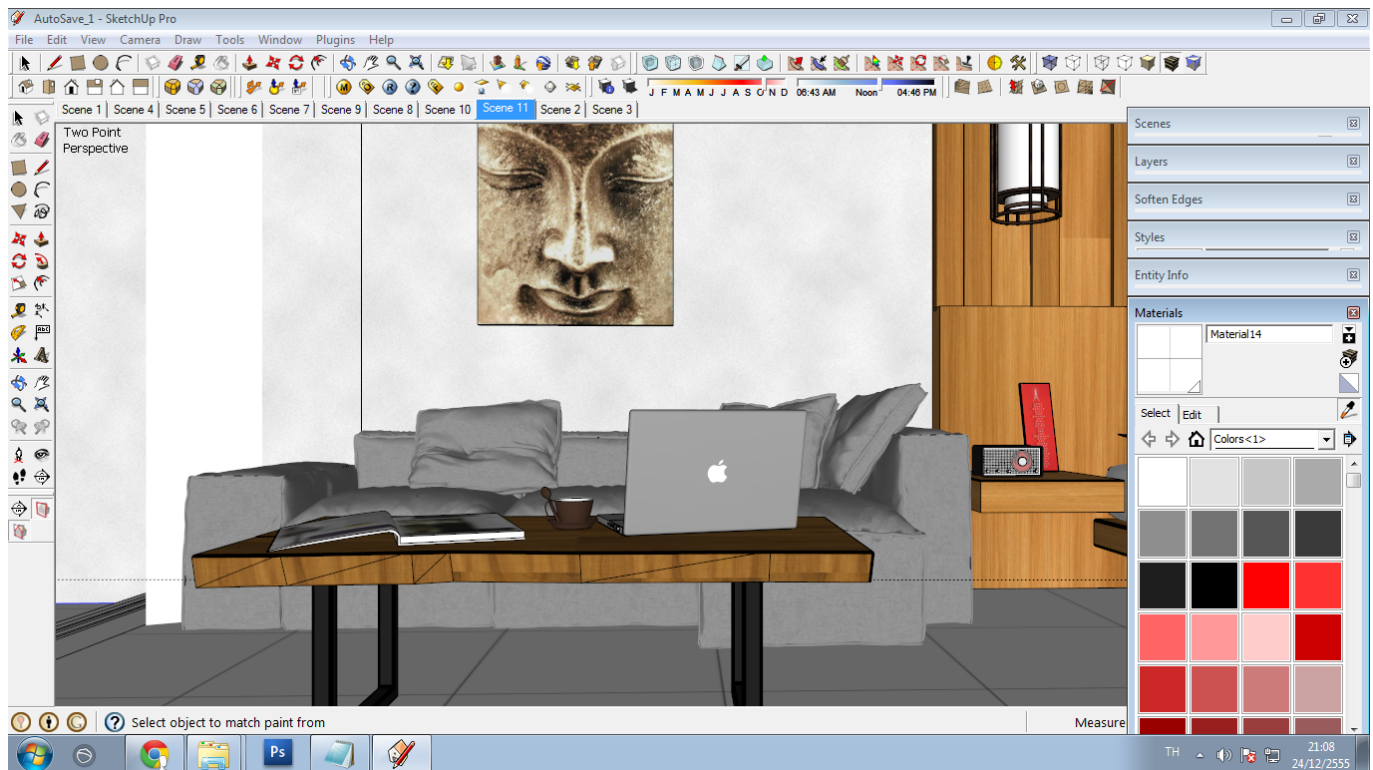 AutoSave_1 - SketchUp Pro
File Edit View Camera Draw Tools Window Plugins Help
J F M A M J J A S O N D 06:43 AM Noon 04:46 PM
Scene 1 Scene 4 Scene 5 Scene 6 Scene 7 Scene 9 Scene 8 Scene 10 Scene 11 Scene 2 Scene 3
Two Point
Perspective
Scenes
Layers
Soften Edges
Styles
Entity Info
Materials
Material14
Select Edit
Colors<1>
Select object to match paint from
Measure
Ps
TH
21:08
24/12/2555